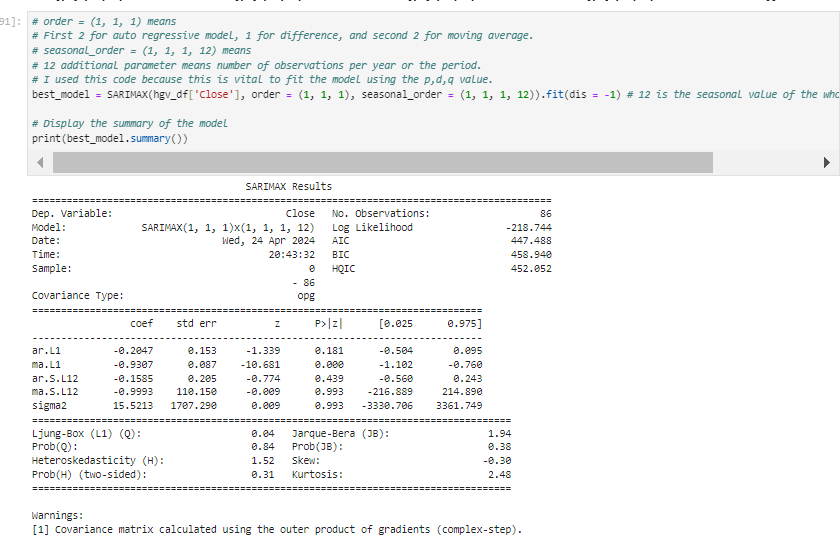 91]:
# order = (1, 1, 1) means
# First 2 for auto regressive model, 1 for difference, and second 2 for moving average.
# seasonal_order = (1, 1, 1, 12) means
# 12 additional parameter means number of observations per year or the period.
# I used this code because this is vital to fit the model using the p,d,q value.
best_model = SARIMAX(hgv_df['Close'], order = (1, 1, 1), seasonal_order = (1, 1, 1, 12)).fit(dis = -1) # 12 is the seasonal value of the who
# Display the summary of the model
print(best_model.summary())
SARIMAX Results
==============================================================================
Dep. Variable: Close No. Observations: 86
Model: SARIMAX(1, 1, 1)x(1, 1, 1, 12) Log Likelihood -218.744
Date: Wed, 24 Apr 2024 AIC 447.488
Time: 20:43:32 BIC 458.940
Sample: 0 HQIC 452.052
- 86
Covariance Type: opg
==============================================================================
coef std err z P>|z| [0.025 0.975]
------------------------------------------------------------------------------
ar.L1 -0.2047 0.153 -1.339 0.181 -0.504 0.095
ma.L1 -0.9307 0.087 -10.681 0.000 -1.102 -0.760
ar.S.L12 -0.1585 0.205 -0.774 0.439 -0.560 0.243
ma.S.L12 -0.9993 110.150 -0.009 0.993 -216.889 214.890
sigma2 15.5213 1707.290 0.009 0.993 -3330.706 3361.749
==============================================================================
Ljung-Box (L1) (Q): 0.04 Jarque-Bera (JB): 1.94
Prob(Q): 0.84 Prob(JB): 0.38
Heteroskedasticity (H): 1.52 Skew: -0.30
Prob(H) (two-sided): 0.31 Kurtosis: 2.48
==============================================================================
Warnings:
[1] Covariance matrix calculated using the outer product of gradients (complex-step).